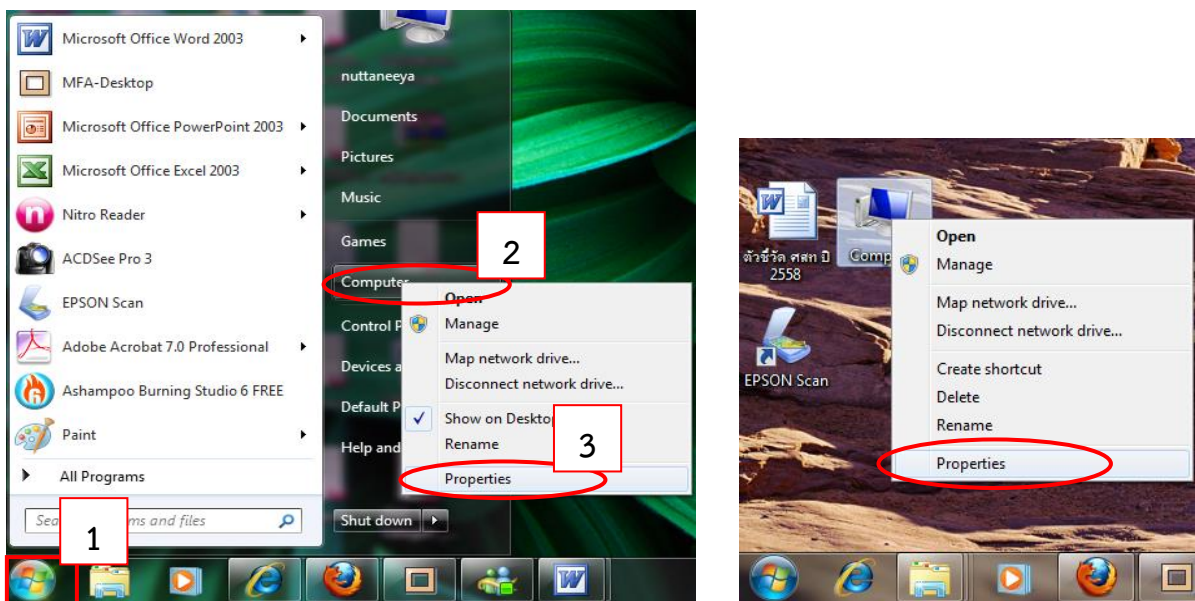 Microsoft Office Word 2003
MFA-Desktop
Microsoft Office PowerPoint 2003
Microsoft Office Excel 2003
Nitro Reader
ACDSee Pro 3
EPSON Scan
Adobe Acrobat 7.0 Professional
Ashampoo Burning Studio 6 FREE
Paint
All Programs
ms and files
1
nuttaneeya
Documents
Pictures
Music
Games
2
Computer
Control P
Devices a
Default P
Help and
Shut down
Open
Manage
Map network drive...
Disconnect network drive...
Show on Desktop
Rename
3
Properties
ตัวชี้วัด ศสท ปี
2558
Comp
EPSON Scan
Open
Manage
Map network drive...
Disconnect network drive...
Create shortcut
Delete
Rename
Properties